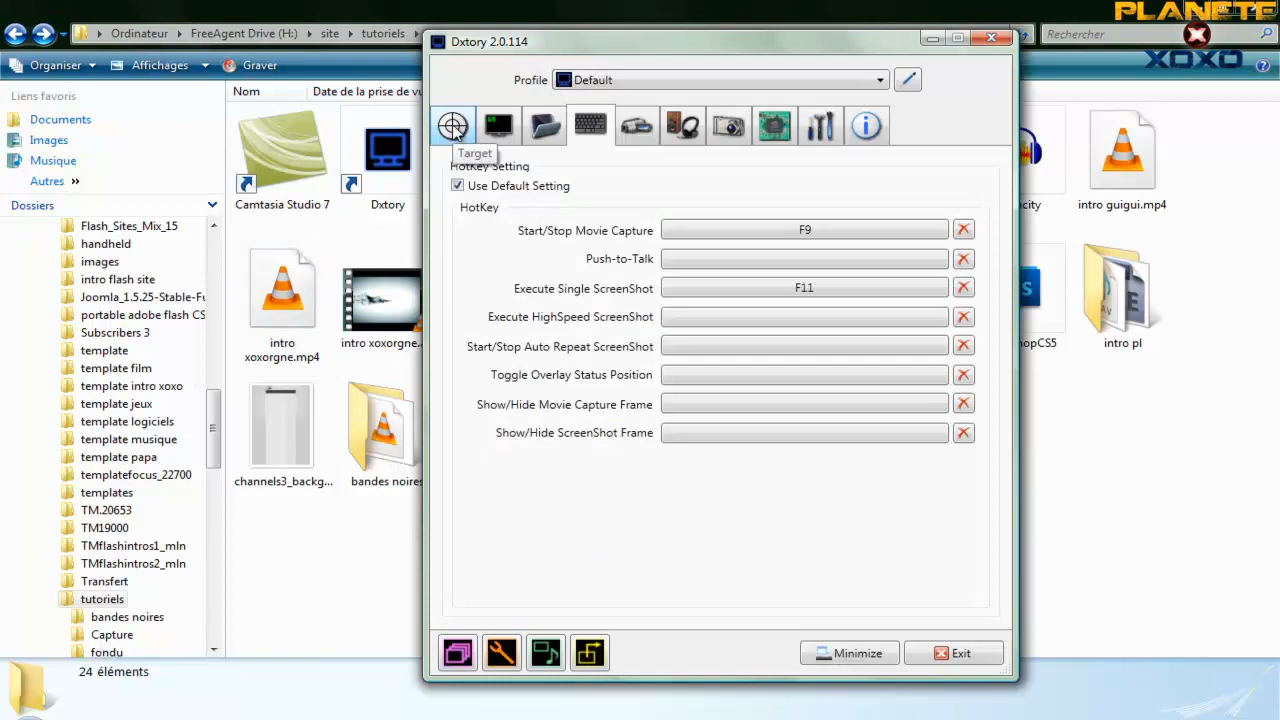 PLANETE
XOXO
Ordinateur
FreeAgent Drive (H:)
site
tutoriels
Rechercher
Organiser
Affichages
Graver
Liens favoris
Documents
Images
Musique
Autres
Dossiers
Flash_Sites_Mix_15
handheld
images
intro flash site
Joomla_1.5.25-Stable-Fu
portable adobe flash CS
Subscribers 3
template
template film
template intro xoxo
template jeux
template logiciels
template musique
template papa
templatefocus_22700
templates
TM.20653
TM19000
TMflashintros1_mln
TMflashintros2_mln
Transfert
tutoriels
bandes noires
Capture
fondu
24 éléments
Nom
Date de la prise de vu
Camtasia Studio 7
Dxtory
intro
xoxorgne.mp4
intro xoxorgne...
channels3_backg...
bandes noires
city
intro guigui.mp4
hopCS5
intro pl
Dxtory 2.0.114
Profile
Default
Target
HotKey Setting
Use Default Setting
HotKey
Start/Stop Movie Capture
F9
Push-to-Talk
Execute Single ScreenShot
F11
Execute HighSpeed ScreenShot
Start/Stop Auto Repeat ScreenShot
Toggle Overlay Status Position
Show/Hide Movie Capture Frame
Show/Hide ScreenShot Frame
Minimize
Exit